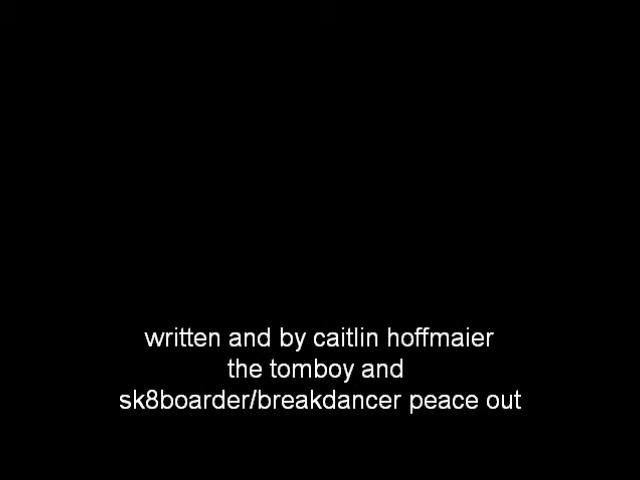 written and by caitlin hoffmaier
the tomboy and
sk8boarder/breakdancer peace out